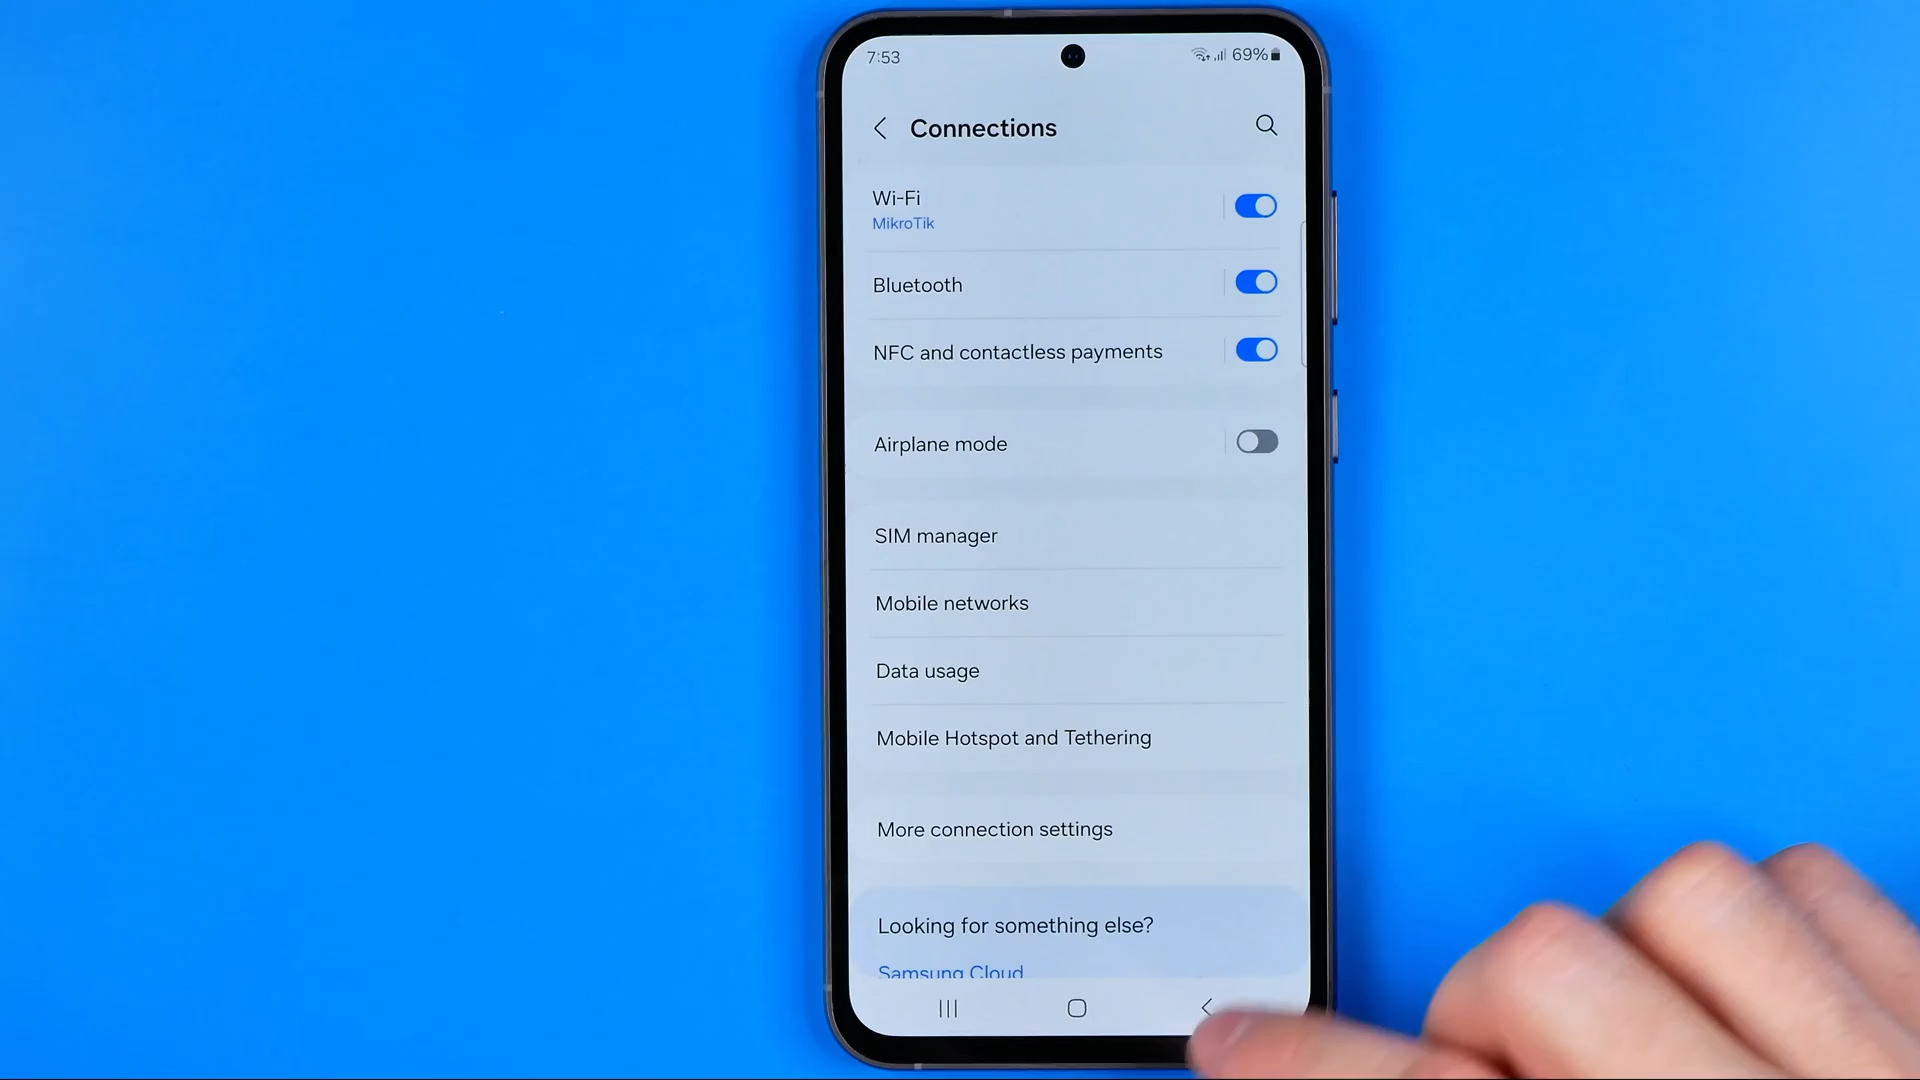 7:53
69%
Connections
Wi-Fi
MikroTik
Bluetooth
NFC and contactless payments
Airplane mode
SIM manager
Mobile networks
Data usage
Mobile Hotspot and Tethering
More connection settings
Looking for something else?
Samsung Cloud